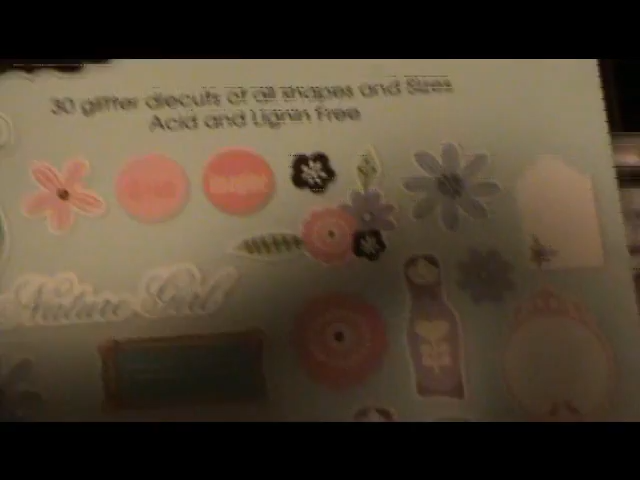 30 glitter diecuts of all shapes and Sizes
Acid and Lignin Free
Nature Girl